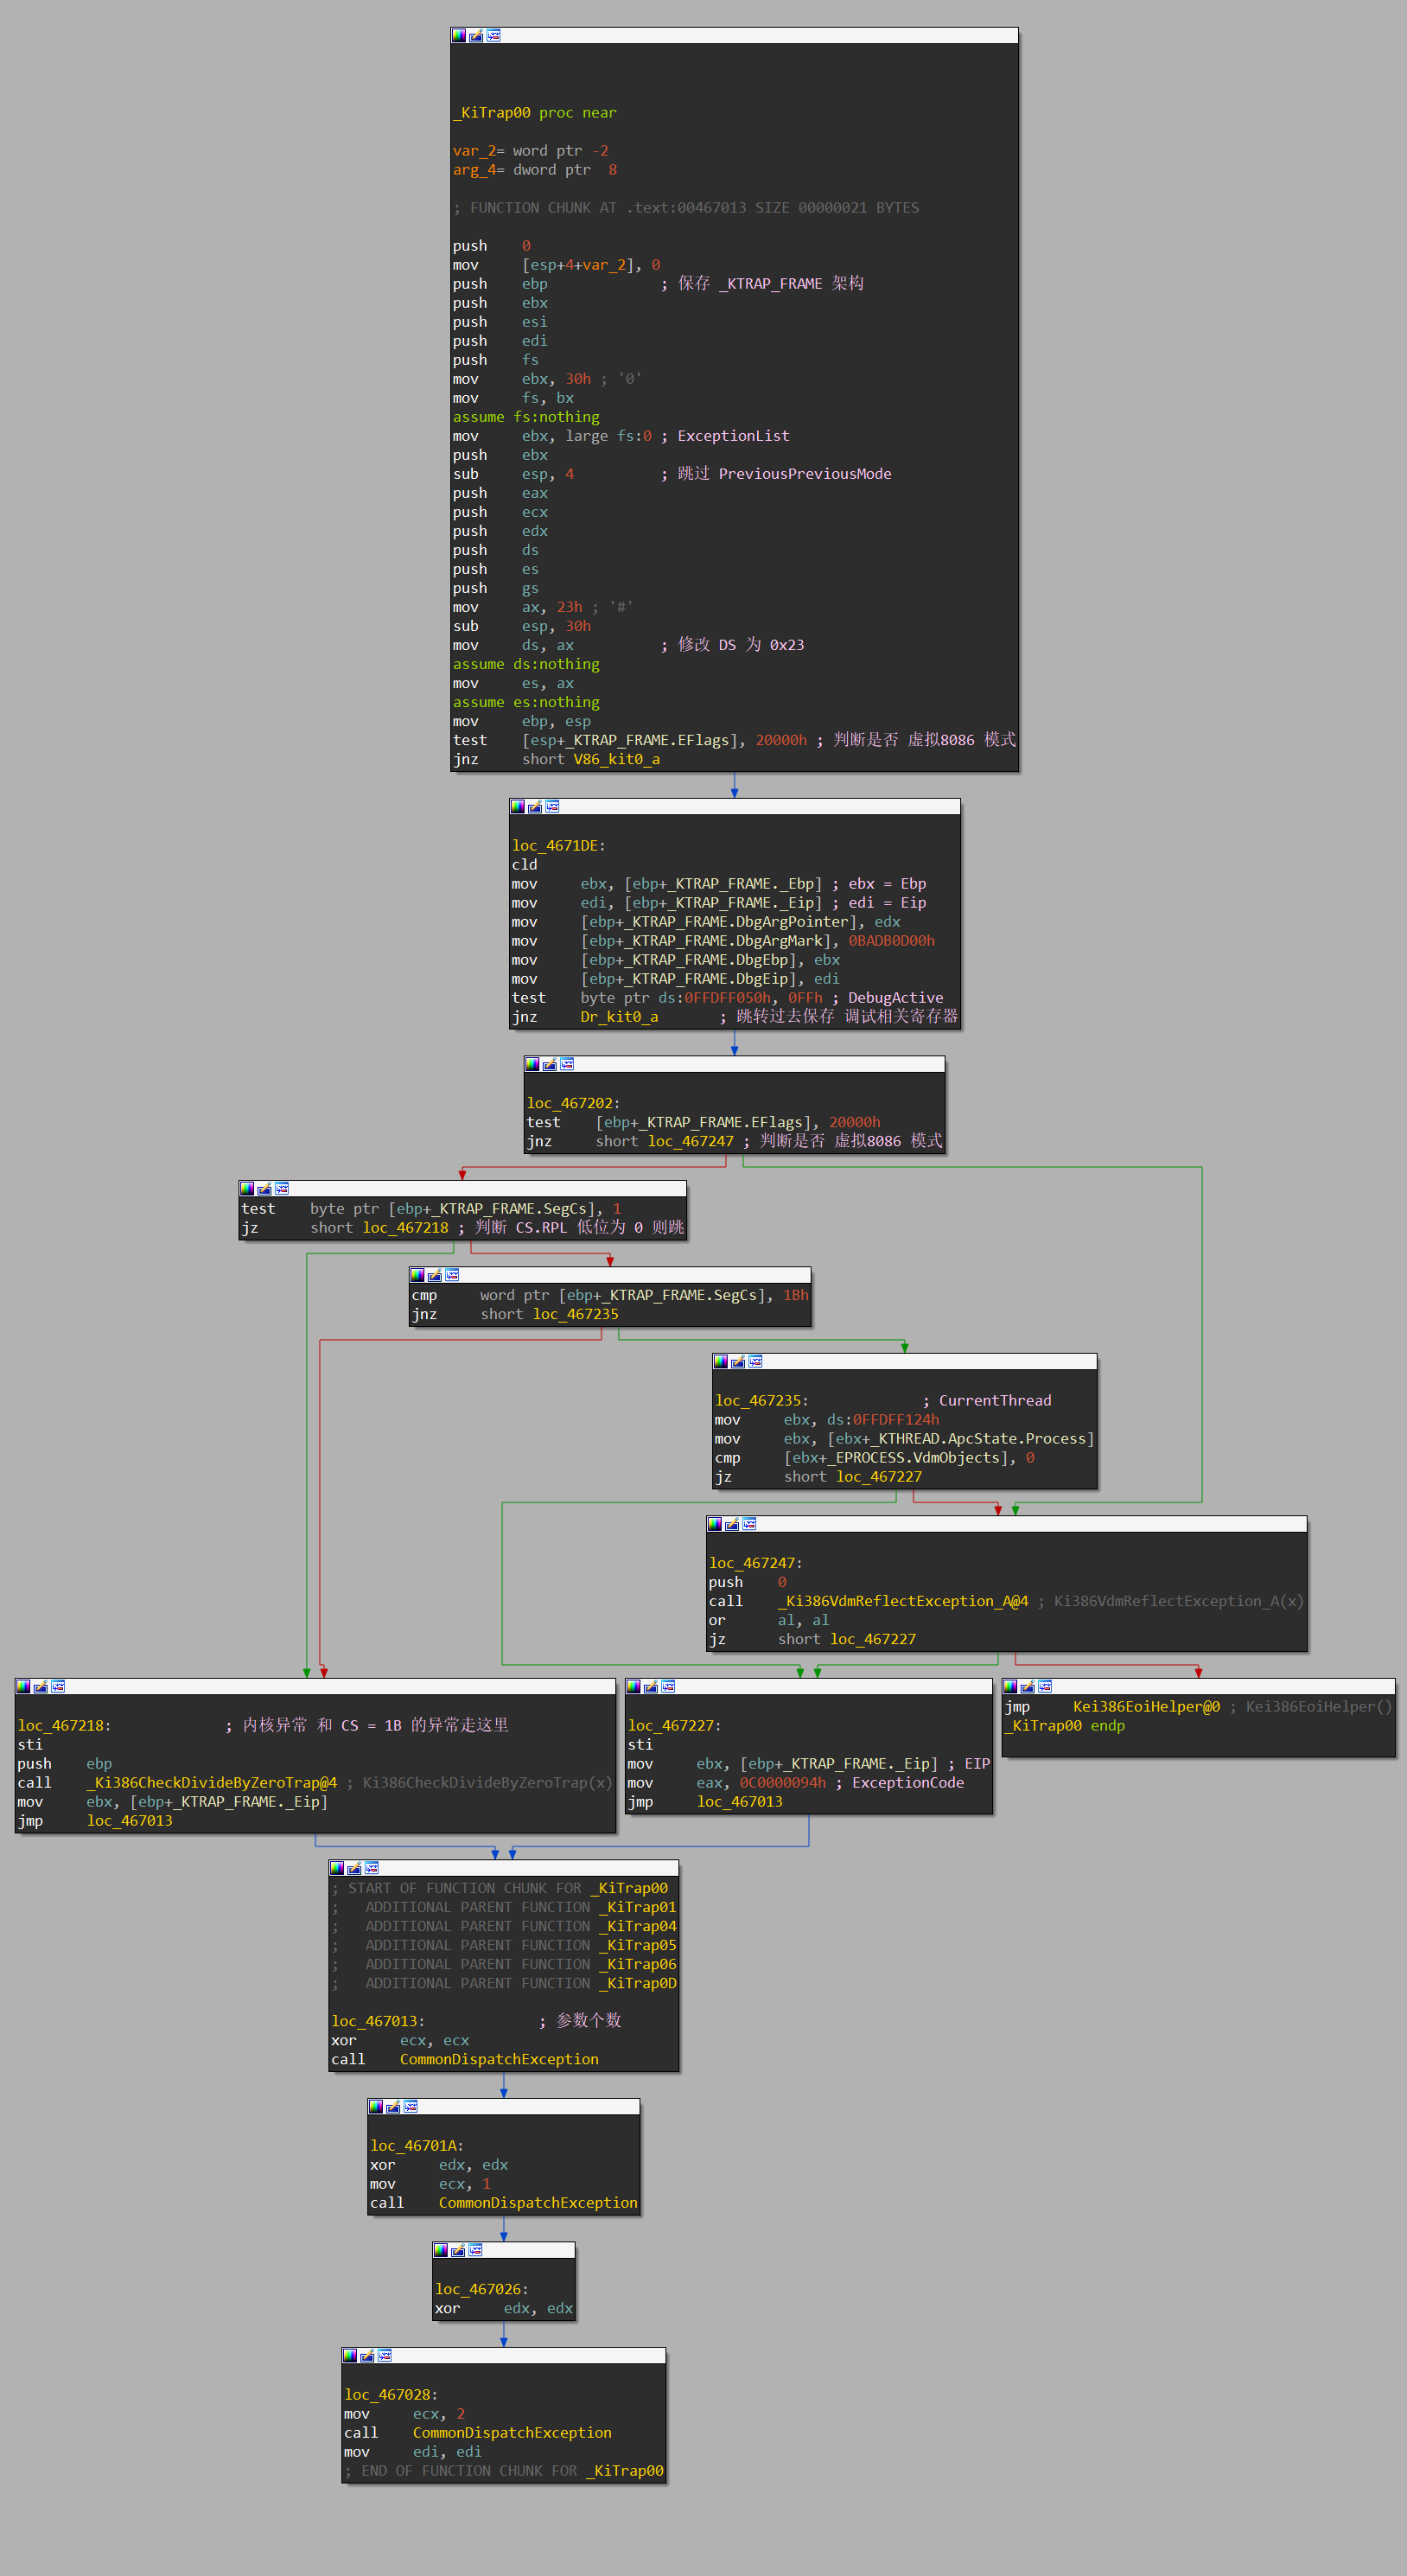 _KiTrap00 proc near
var_2= word ptr -2
arg_4= dword ptr  8
; FUNCTION CHUNK AT .text:00467013 SIZE 00000021 BYTES
push    0
mov     [esp+4+var_2], 0
push    ebp             ; 保存 _KTRAP_FRAME 架构
push    ebx
push    esi
push    edi
push    fs
mov     ebx, 30h ; '0'
mov     fs, bx
assume fs:nothing
mov     ebx, large fs:0 ; ExceptionList
push    ebx
sub     esp, 4          ; 跳过 PreviousPreviousMode
push    eax
push    ecx
push    edx
push    ds
push    es
push    gs
mov     ax, 23h ; '#'
sub     esp, 30h
mov     ds, ax          ; 修改 DS 为 0x23
assume ds:nothing
mov     es, ax
assume es:nothing
mov     ebp, esp
test    [esp+_KTRAP_FRAME.EFlags], 20000h ; 判断是否 虚拟8086 模式
jnz     short V86_kit0_a
loc_4671DE:
cld
mov     ebx, [ebp+_KTRAP_FRAME._Ebp] ; ebx = Ebp
mov     edi, [ebp+_KTRAP_FRAME._Eip] ; edi = Eip
mov     [ebp+_KTRAP_FRAME.DbgArgPointer], edx
mov     [ebp+_KTRAP_FRAME.DbgArgMark], 0BADB0D00h
mov     [ebp+_KTRAP_FRAME.DbgEbp], ebx
mov     [ebp+_KTRAP_FRAME.DbgEip], edi
test    byte ptr ds:0FFDFF050h, 0FFh ; DebugActive
jnz     Dr_kit0_a       ; 跳转过去保存 调试相关寄存器
loc_467202:
test    [ebp+_KTRAP_FRAME.EFlags], 20000h
jnz     short loc_467247 ; 判断是否 虚拟8086 模式
test    byte ptr [ebp+_KTRAP_FRAME.SegCs], 1
jz      short loc_467218 ; 判断 CS.RPL 低位为 0 则跳
cmp     word ptr [ebp+_KTRAP_FRAME.SegCs], 1Bh
jnz     short loc_467235
loc_467235:             ; CurrentThread
mov     ebx, ds:0FFDFF124h
mov     ebx, [ebx+_KTHREAD.ApcState.Process]
cmp     [ebx+_EPROCESS.VdmObjects], 0
jz      short loc_467227
loc_467247:
push    0
call    _Ki386VdmReflectException_A@4 ; Ki386VdmReflectException_A(x)
or      al, al
jz      short loc_467227
loc_467218:             ; 内核异常 和 CS = 1B 的异常走这里
sti
push    ebp
call    _Ki386CheckDivideByZeroTrap@4 ; Ki386CheckDivideByZeroTrap(x)
mov     ebx, [ebp+_KTRAP_FRAME._Eip]
jmp     loc_467013
loc_467227:
sti
mov     ebx, [ebp+_KTRAP_FRAME._Eip] ; EIP
mov     eax, 0C0000094h ; ExceptionCode
jmp     loc_467013
jmp     Kei386EoiHelper@0 ; Kei386EoiHelper()
_KiTrap00 endp
; START OF FUNCTION CHUNK FOR _KiTrap00
;   ADDITIONAL PARENT FUNCTION _KiTrap01
;   ADDITIONAL PARENT FUNCTION _KiTrap04
;   ADDITIONAL PARENT FUNCTION _KiTrap05
;   ADDITIONAL PARENT FUNCTION _KiTrap06
;   ADDITIONAL PARENT FUNCTION _KiTrap0D
loc_467013:             ; 参数个数
xor     ecx, ecx
call    CommonDispatchException
loc_46701A:
xor     edx, edx
mov     ecx, 1
call    CommonDispatchException
loc_467026:
xor     edx, edx
loc_467028:
mov     ecx, 2
call    CommonDispatchException
mov     edi, edi
; END OF FUNCTION CHUNK FOR _KiTrap00